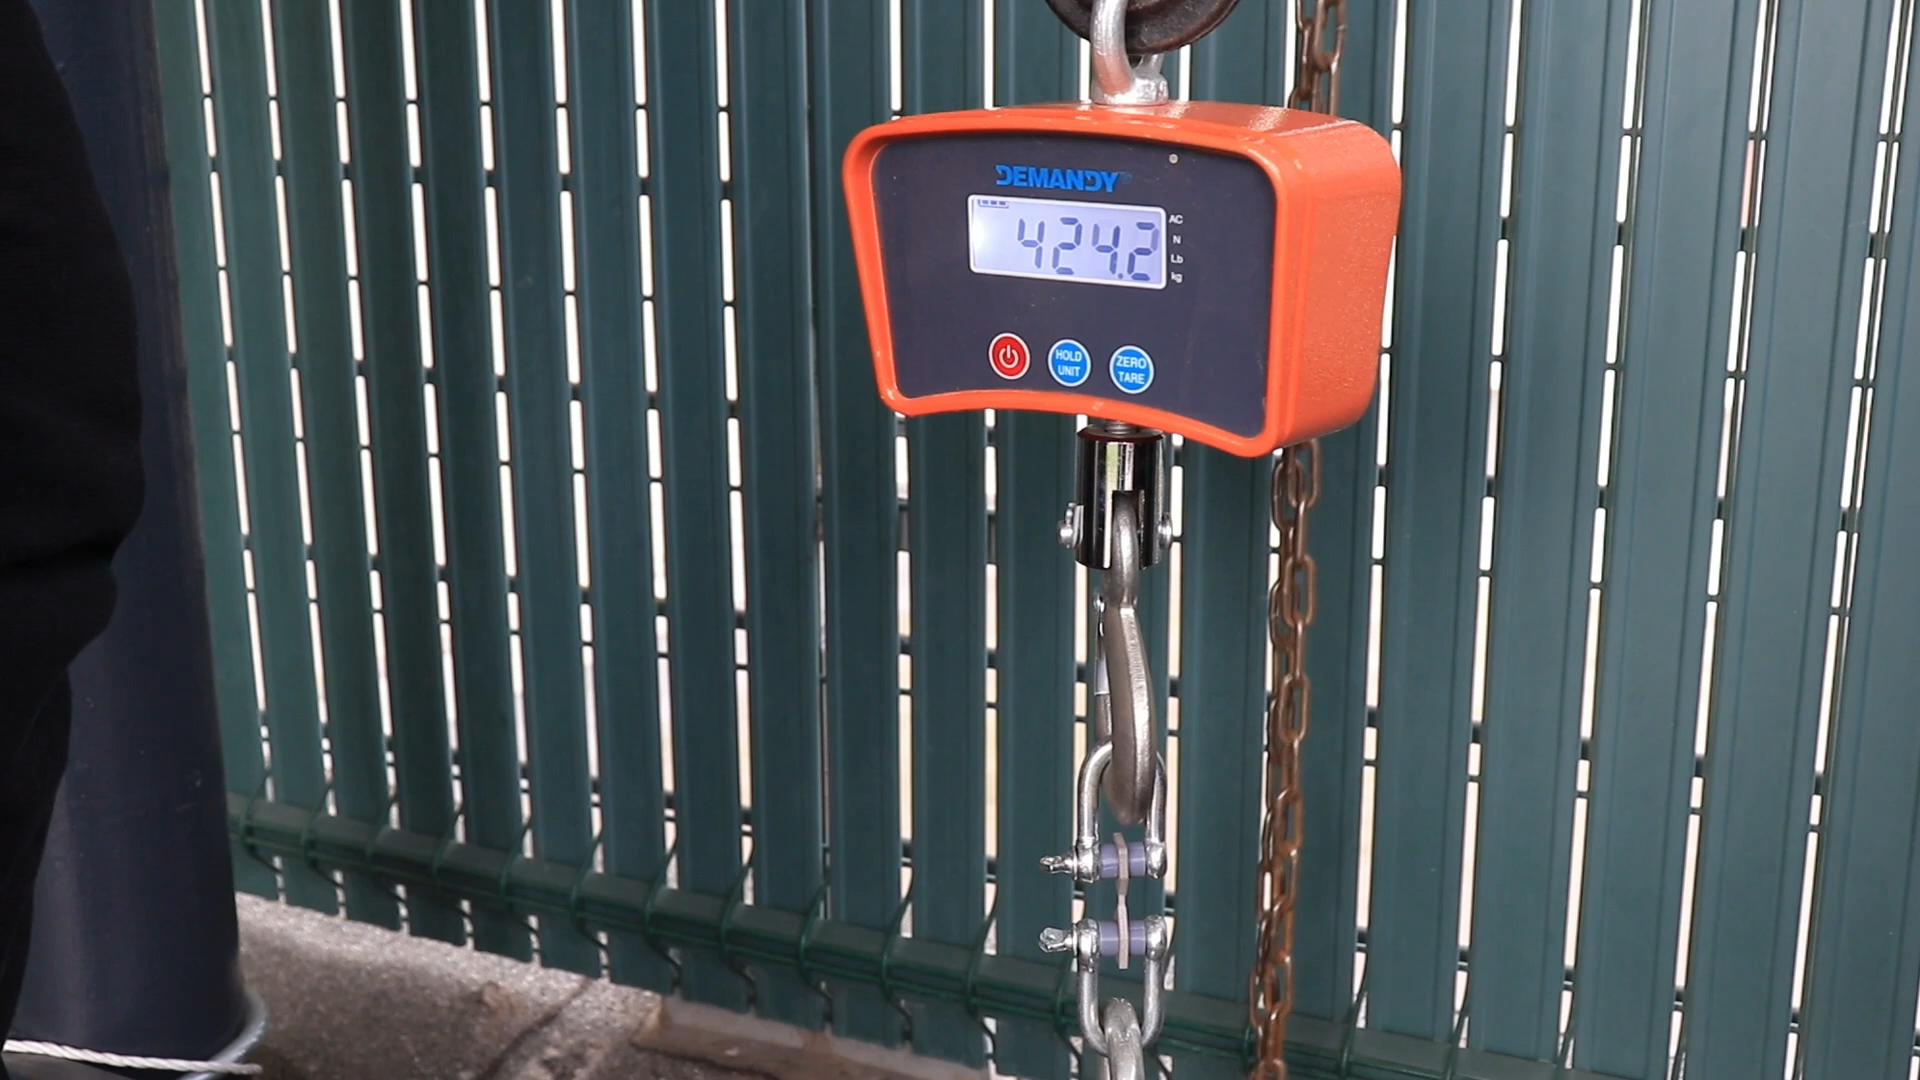 DEMANDY
424.2
AC
N
Lb
kg
HOLD
UNIT
ZERO
TARE